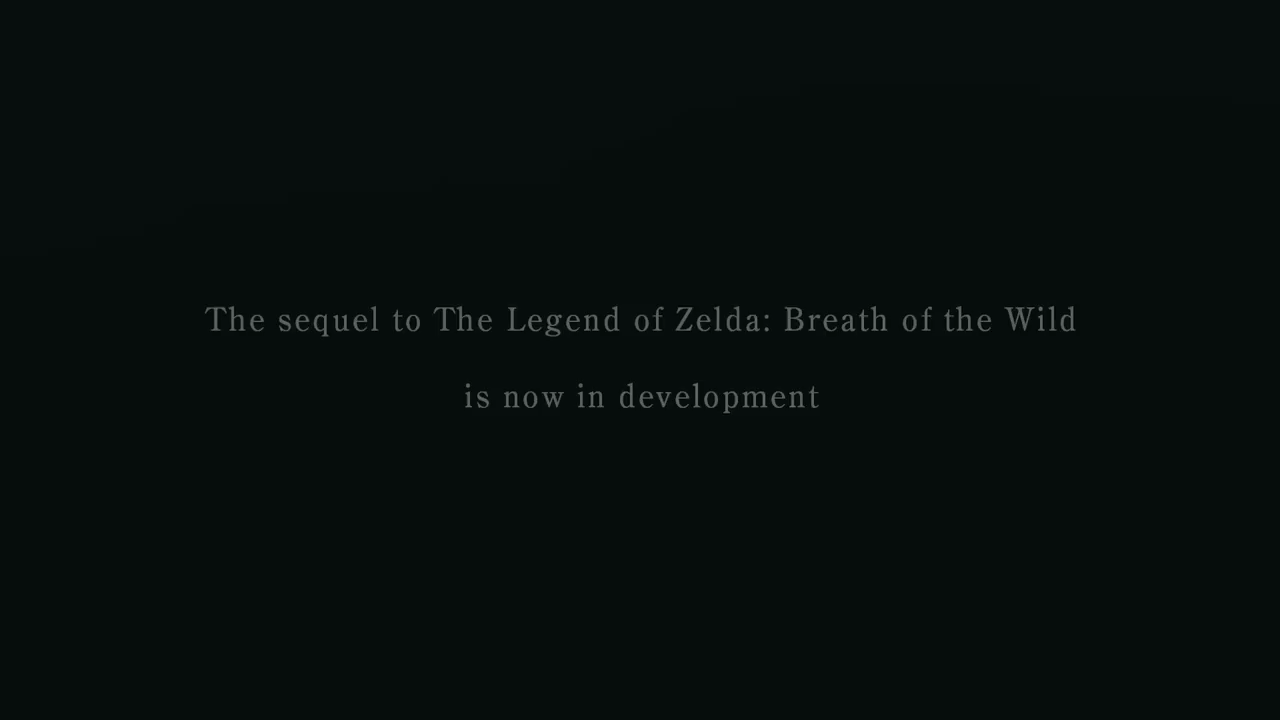 The sequel to The Legend of Zelda: Breath of the Wild
is now in development